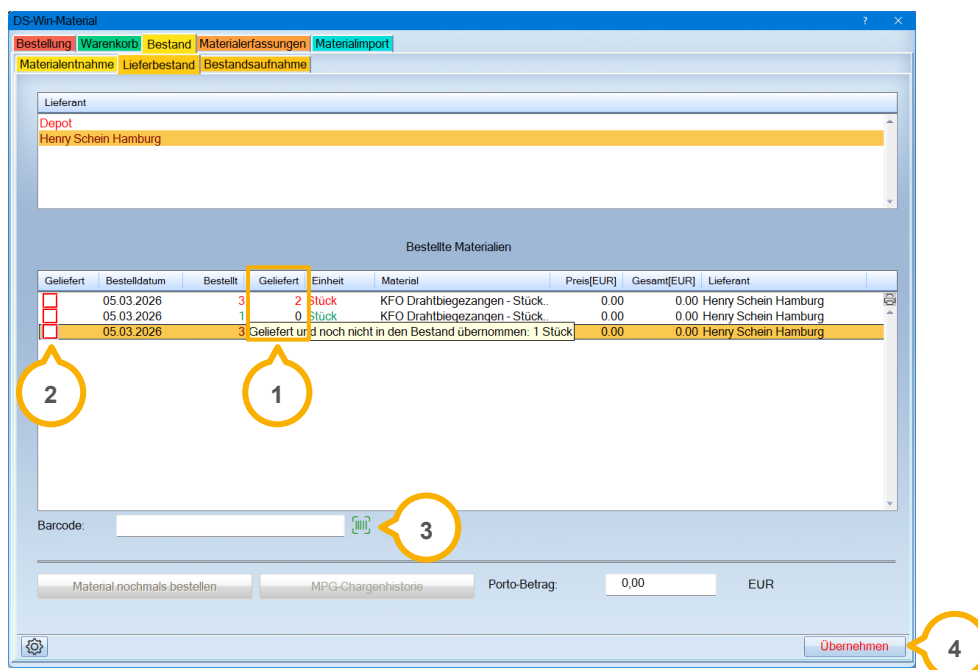 DS-Win-Material ? ×
Bestellung Warenkorb Bestand Materialerfassungen Materialimport
Materialentnahme Lieferbestand Bestandsaufnahme
Lieferant
Depot
Henry Schein Hamburg
Bestellte Materialien
Geliefert Bestelldatum Bestellt Geliefert Einheit Material Preis[EUR] Gesamt[EUR] Lieferant
05.03.2026 3 2 Stück KFO Drahtbiegezangen - Stück.. 0.00 0.00 Henry Schein Hamburg
05.03.2026 1 0 Stück KFO Drahtbiegezangen - Stück.. 0.00 0.00 Henry Schein Hamburg
05.03.2026 3 Geliefert und noch nicht in den Bestand übernommen: 1 Stück 0.00 0.00 Henry Schein Hamburg
2 1
Barcode: 3
Material nochmals bestellen MPG-Chargenhistorie Porto-Betrag: 0,00 EUR
Übernehmen 4